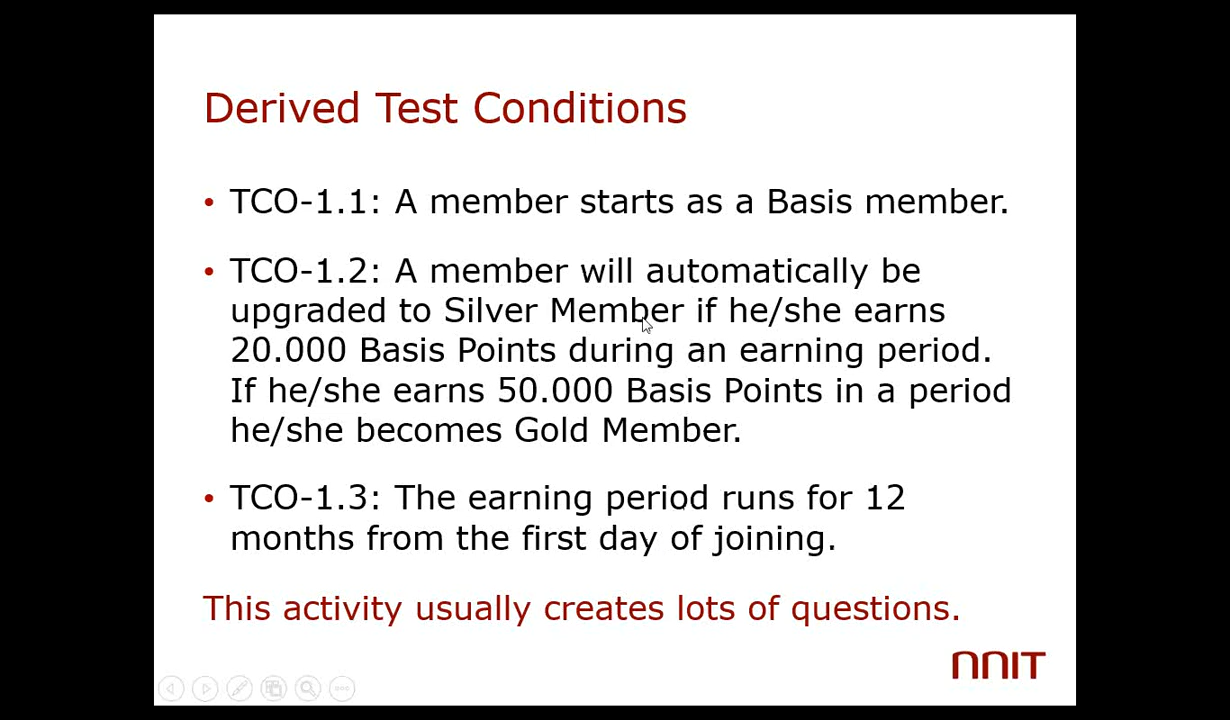 Derived Test Conditions
• TCO-1.1: A member starts as a Basis member.
• TCO-1.2: A member will automatically be
upgraded to Silver Member if he/she earns
20.000 Basis Points during an earning period.
If he/she earns 50.000 Basis Points in a period
he/she becomes Gold Member.
• TCO-1.3: The earning period runs for 12
months from the first day of joining.
This activity usually creates lots of questions.
nnIT